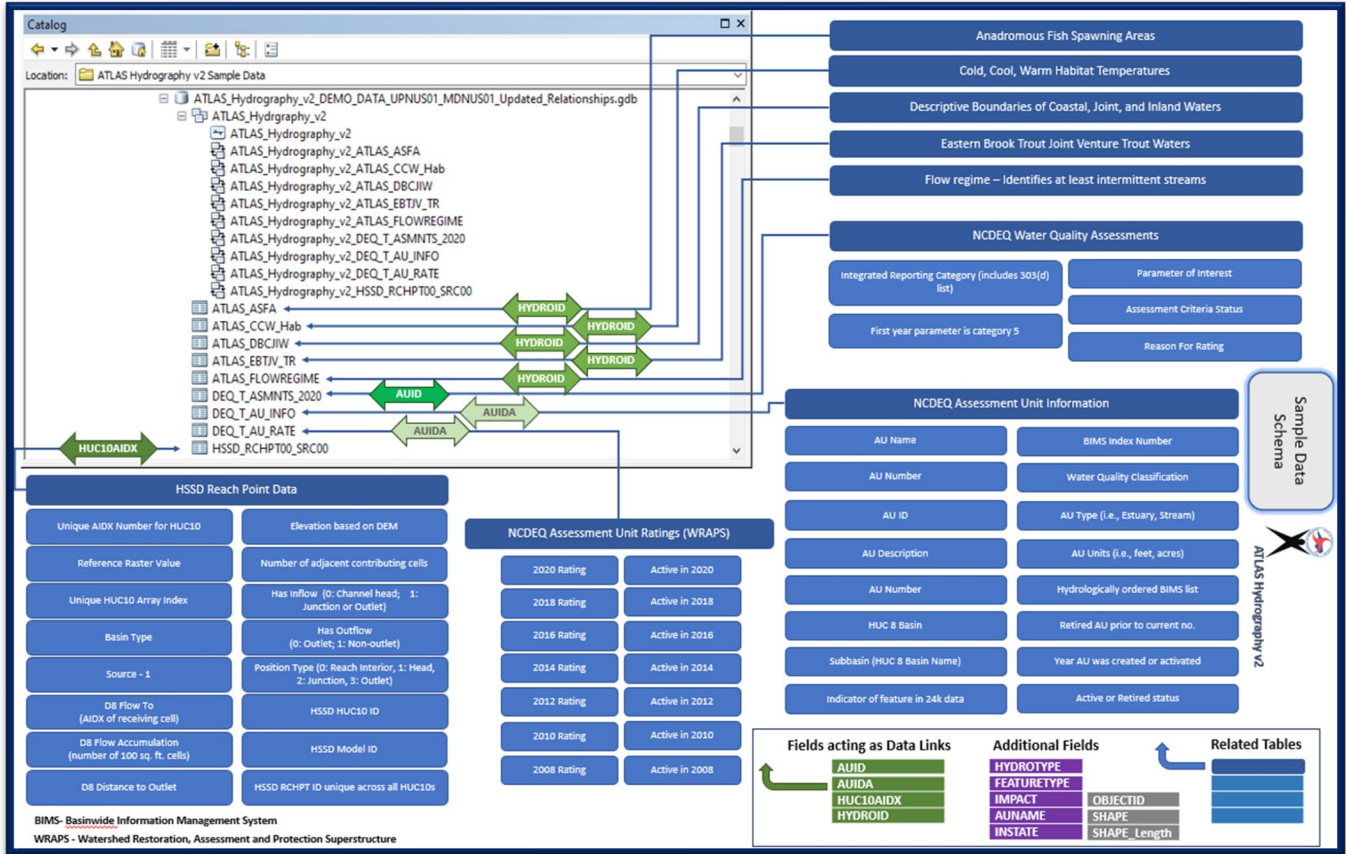 Catalog
Location: ATLAS Hydrography v2 Sample Data
ATLAS_Hydrography_v2_DEMO_DATA_UPNUS01_MDNUS01_Updated_Relationships.gdb
ATLAS_Hydrgraphy_v2
ATLAS_Hydrography_v2
ATLAS_Hydrography_v2_ATLAS_ASFA
ATLAS_Hydrography_v2_ATLAS_CCW_Hab
ATLAS_Hydrography_v2_ATLAS_DBCJIW
ATLAS_Hydrography_v2_ATLAS_EBTJV_TR
ATLAS_Hydrography_v2_ATLAS_FLOWREGIME
ATLAS_Hydrography_v2_DEQ_T_ASMNTS_2020
ATLAS_Hydrography_v2_DEQ_T_AU_INFO
ATLAS_Hydrography_v2_DEQ_T_AU_RATE
ATLAS_Hydrography_v2_HSSD_RCHPT00_SRC00
ATLAS_ASFA
HYDROID
ATLAS_CCW_Hab
HYDROID
ATLAS_DBCJIW
HYDROID
ATLAS_EBTJV_TR
HYDROID
ATLAS_FLOWREGIME
HYDROID
DEQ_T_ASMNTS_2020
AUID
DEQ_T_AU_INFO
AUIDA
DEQ_T_AU_RATE
AUIDA
HUC10AIDX
HSSD_RCHPT00_SRC00
Anadromous Fish Spawning Areas
Cold, Cool, Warm Habitat Temperatures
Descriptive Boundaries of Coastal, Joint, and Inland Waters
Eastern Brook Trout Joint Venture Trout Waters
Flow regime – Identifies at least intermittent streams
NCDEQ Water Quality Assessments
Integrated Reporting Category (includes 303(d)
list)
First year parameter is category 5
Parameter of Interest
Assessment Criteria Status
Reason For Rating
NCDEQ Assessment Unit Information
AU Name
BIMS Index Number
AU Number
Water Quality Classification
AU ID
AU Type (i.e., Estuary, Stream)
AU Description
AU Units (i.e., feet, acres)
AU Number
Hydrologically ordered BIMS list
HUC 8 Basin
Retired AU prior to current no.
Subbasin (HUC 8 Basin Name)
Year AU was created or activated
Indicator of feature in 24k data
Active or Retired status
Sample Data
Schema
ATLAS Hydrography v2
HSSD Reach Point Data
Unique AIDX Number for HUC10
Elevation based on DEM
Reference Raster Value
Number of adjacent contributing cells
Unique HUC10 Array Index
Has Inflow (0: Channel head; 1:
Junction or Outlet)
Basin Type
Has Outflow
(0: Outlet; 1: Non-outlet)
Source - 1
Position Type (0: Reach Interior, 1: Head,
2: Junction, 3: Outlet)
D8 Flow To
(AIDX of receiving cell)
HSSD HUC10 ID
D8 Flow Accumulation
(number of 100 sq. ft. cells)
HSSD Model ID
D8 Distance to Outlet
HSSD RCHPT ID unique across all HUC10s
NCDEQ Assessment Unit Ratings (WRAPS)
2020 Rating
Active in 2020
2018 Rating
Active in 2018
2016 Rating
Active in 2016
2014 Rating
Active in 2014
2012 Rating
Active in 2012
2010 Rating
Active in 2010
2008 Rating
Active in 2008
Fields acting as Data Links
AUID
AUIDA
HUC10AIDX
HYDROID
Additional Fields
HYDROTYPE
FEATURETYPE
IMPACT
AUNAME
INSTATE
OBJECTID
SHAPE
SHAPE_Length
Related Tables
BIMS- Basinwide Information Management System
WRAPS - Watershed Restoration, Assessment and Protection Superstructure